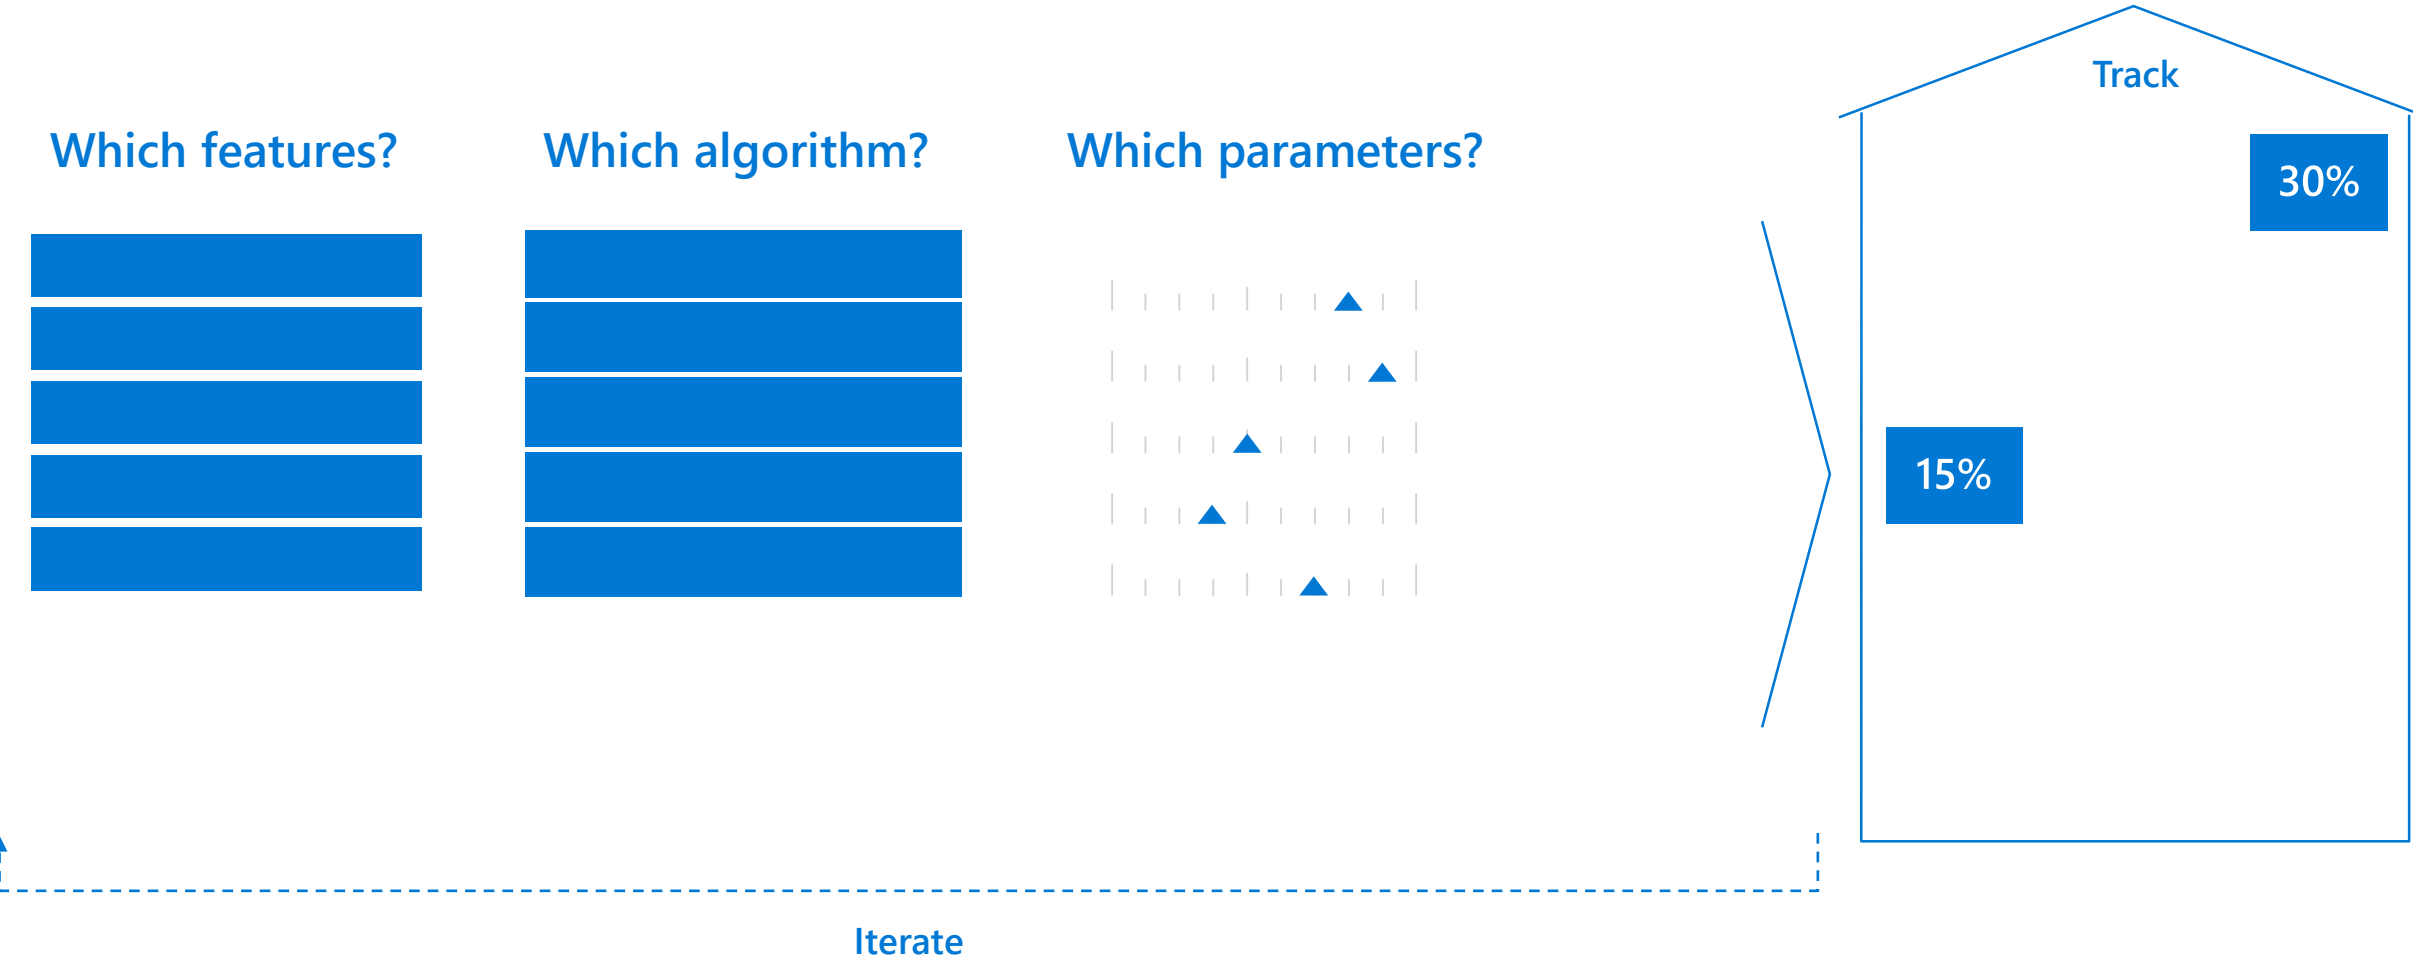 Which features?
Which algorithm?
Which parameters?
Track
30%
15%
Iterate